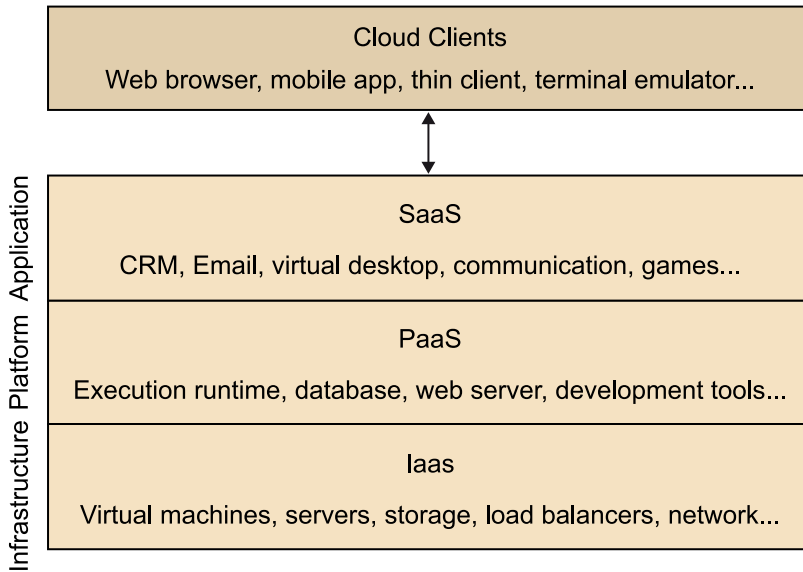 Cloud Clients
Web browser, mobile app, thin client, terminal emulator...
Application
SaaS
CRM, Email, virtual desktop, communication, games...
Platform
PaaS
Execution runtime, database, web server, development tools...
Infrastructure
Iaas
Virtual machines, servers, storage, load balancers, network...